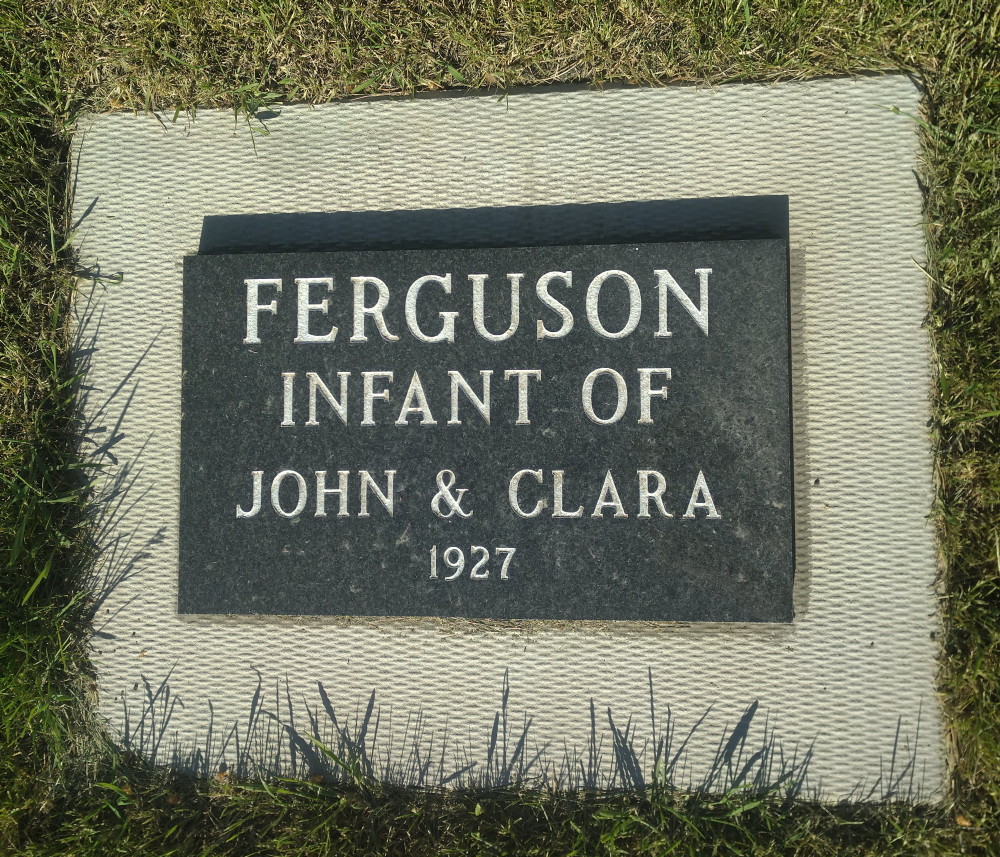 FERGUSON
INFANT OF
JOHN & CLARA
1927